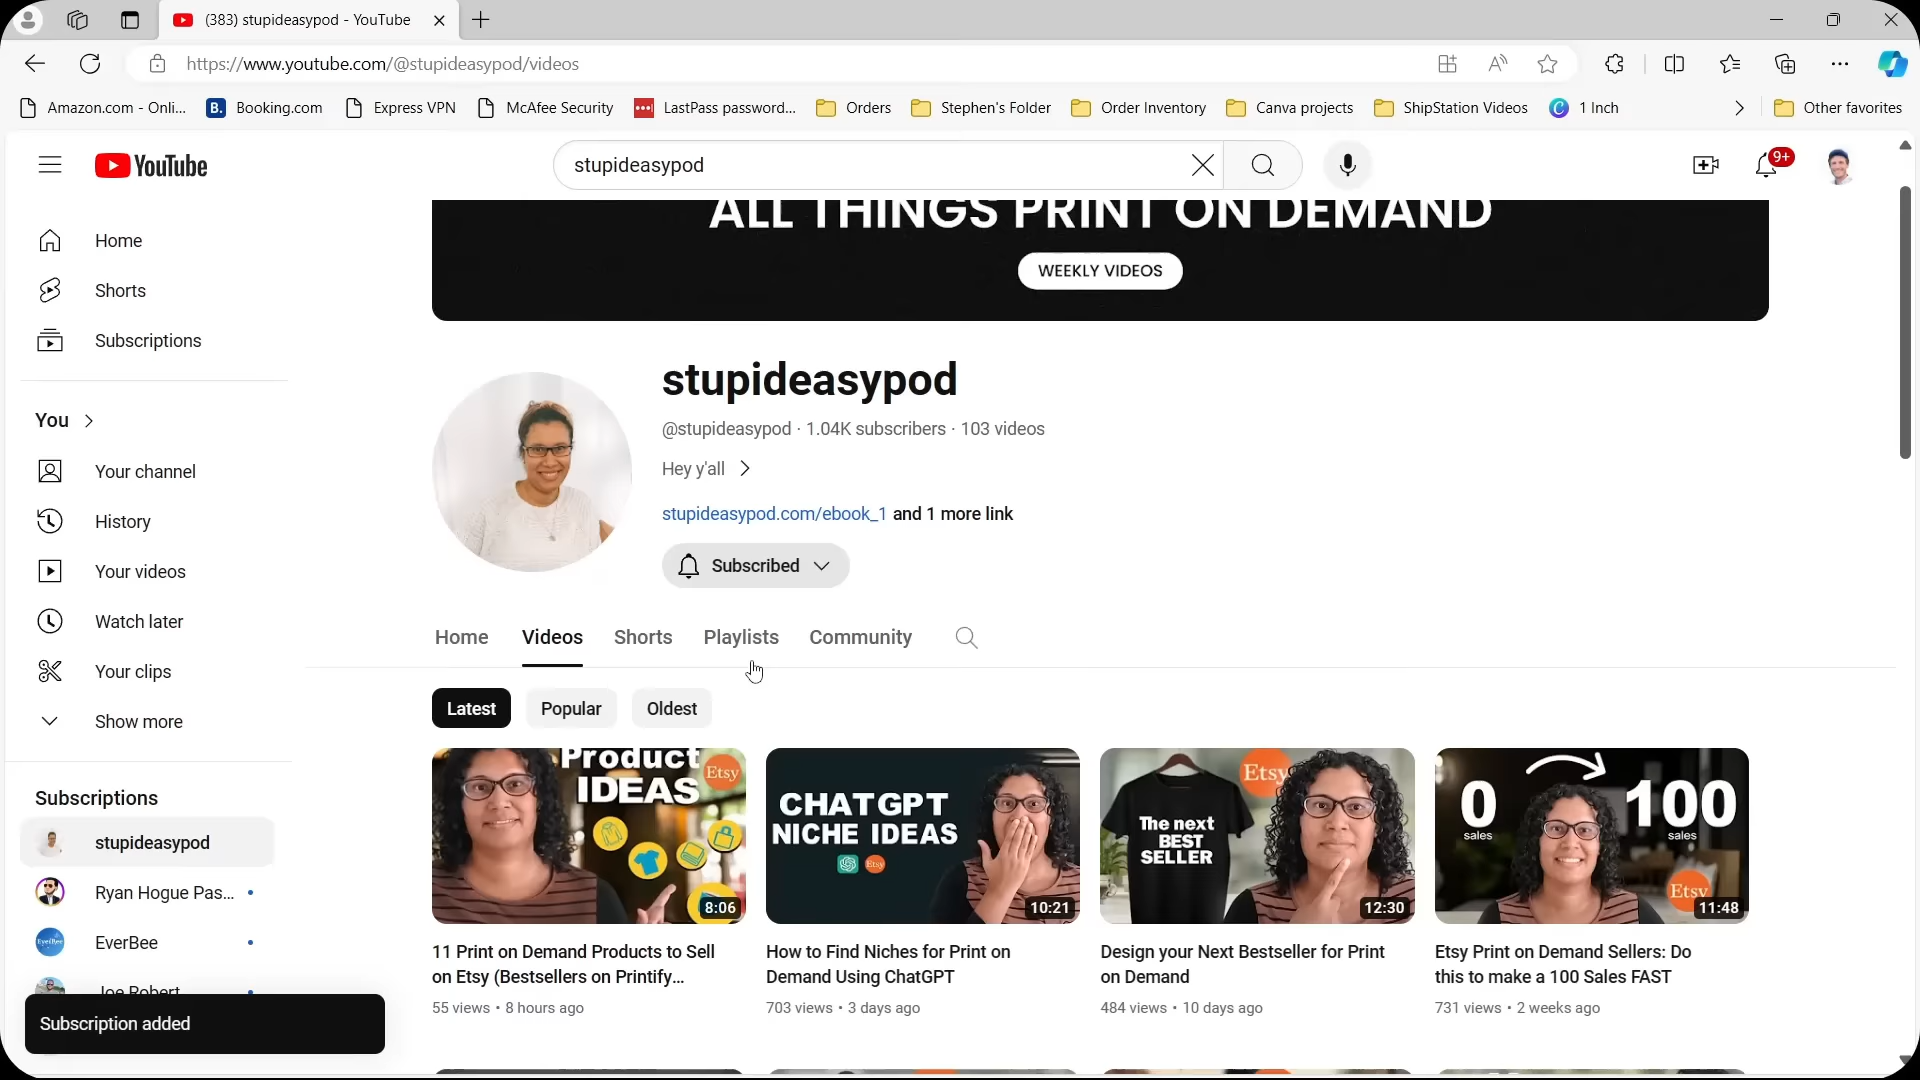 (383) stupideasypod - YouTube
https://www.youtube.com/@stupideasypod/videos
Amazon.com - Onli...
Booking.com
Express VPN
McAfee Security
LastPass password...
Orders
Stephen's Folder
Order Inventory
Canva projects
ShipStation Videos
1 Inch
Other favorites
YouTube
stupideasypod
9+
Home
Shorts
Subscriptions
You
Your channel
History
Your videos
Watch later
Your clips
Show more
Subscriptions
stupideasypod
Ryan Hogue Pas...
EverBee
Joe Robert
Subscription added
ALL THINGS PRINT ON DEMAND
WEEKLY VIDEOS
stupideasypod
@stupideasypod · 1.04K subscribers · 103 videos
Hey y'all
stupideasypod.com/ebook_1 and 1 more link
Subscribed
Home
Videos
Shorts
Playlists
Community
Latest
Popular
Oldest
Product
IDEAS
Etsy
8:06
CHATGPT
NICHE IDEAS
Etsy
10:21
Etsy
The next
BEST
SELLER
12:30
0
sales
100
sales
Etsy
11:48
11 Print on Demand Products to Sell
on Etsy (Bestsellers on Printify...
55 views • 8 hours ago
How to Find Niches for Print on
Demand Using ChatGPT
703 views • 3 days ago
Design your Next Bestseller for Print
on Demand
484 views • 10 days ago
Etsy Print on Demand Sellers: Do
this to make a 100 Sales FAST
731 views • 2 weeks ago